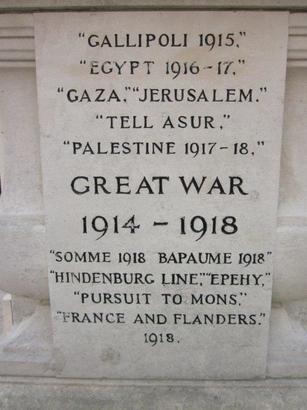 "GALLIPOLI 1915,"
"EGYPT 1916-17,"
"GAZA," "JERUSALEM."
"TELL ASUR,"
"PALESTINE 1917-18,"
GREAT WAR
1914 - 1918
"SOMME 1918 BAPAUME 1918"
"HINDENBURG LINE," "EPEHY,"
"PURSUIT TO MONS,"
"FRANCE AND FLANDERS."
1918.